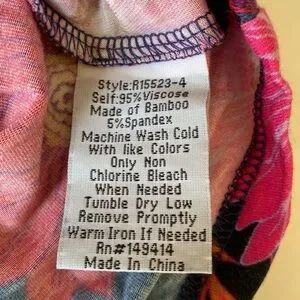 Style:R15523-4
Self:95%Viscose
Made of Bamboo
5%Spandex
Machine Wash Cold
With like Colors
Only Non
Chlorine Bleach
When Needed
Tumble Dry Low
Remove Promptly
Warm Iron If Needed
Rn#149414
Made In China